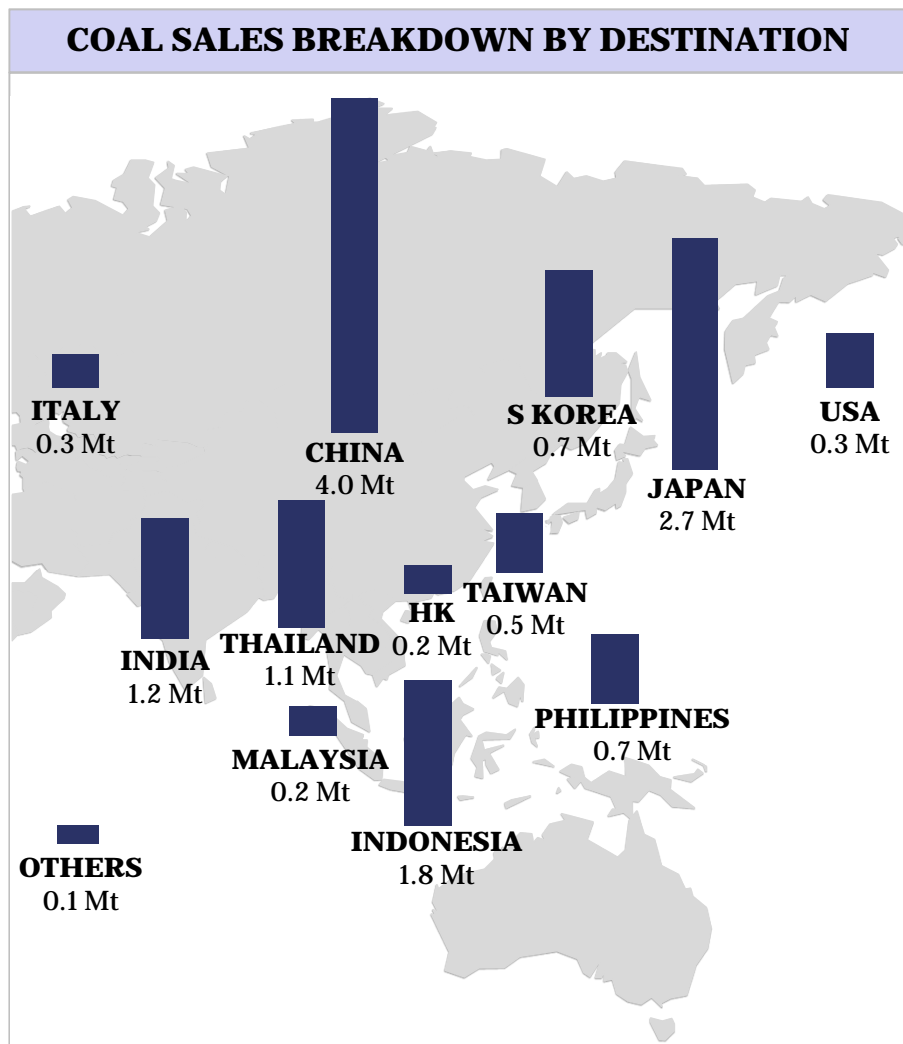 COAL SALES BREAKDOWN BY DESTINATION
ITALY
0.3 Mt
CHINA
4.0 Mt
S KOREA
0.7 Mt
JAPAN
2.7 Mt
USA
0.3 Mt
INDIA
1.2 Mt
THAILAND
1.1 Mt
HK
0.2 Mt
TAIWAN
0.5 Mt
MALAYSIA
0.2 Mt
INDONESIA
1.8 Mt
PHILIPPINES
0.7 Mt
OTHERS
0.1 Mt